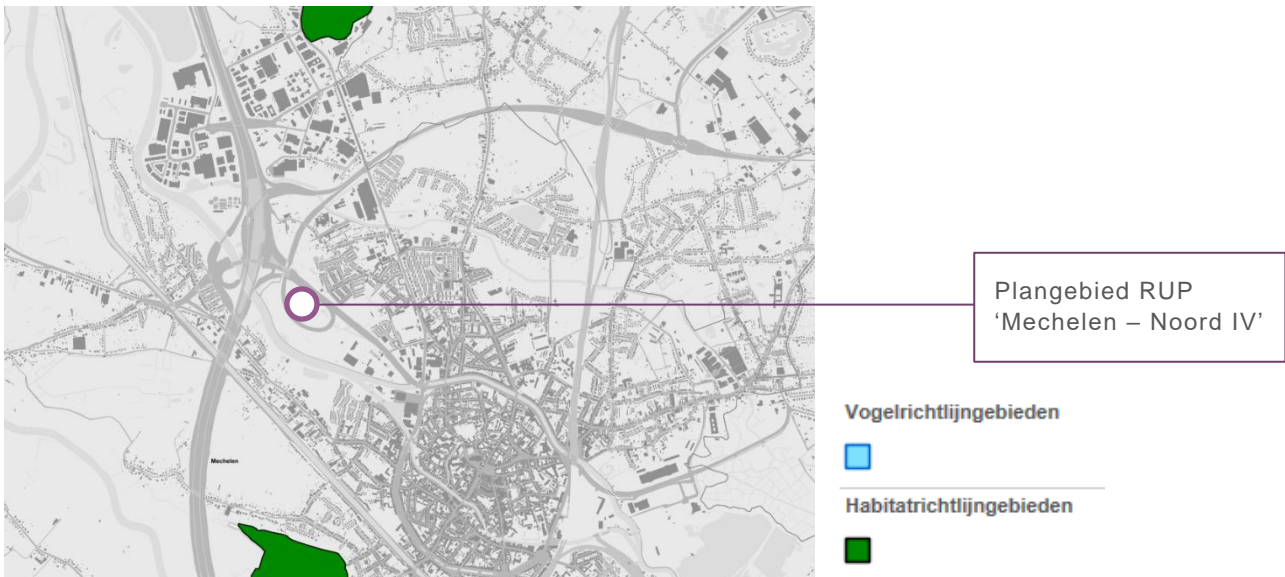 Plangebied RUP
‘Mechelen – Noord IV’
Vogelrichtlijngebieden
Habitatrichtlijngebieden
Mechelen